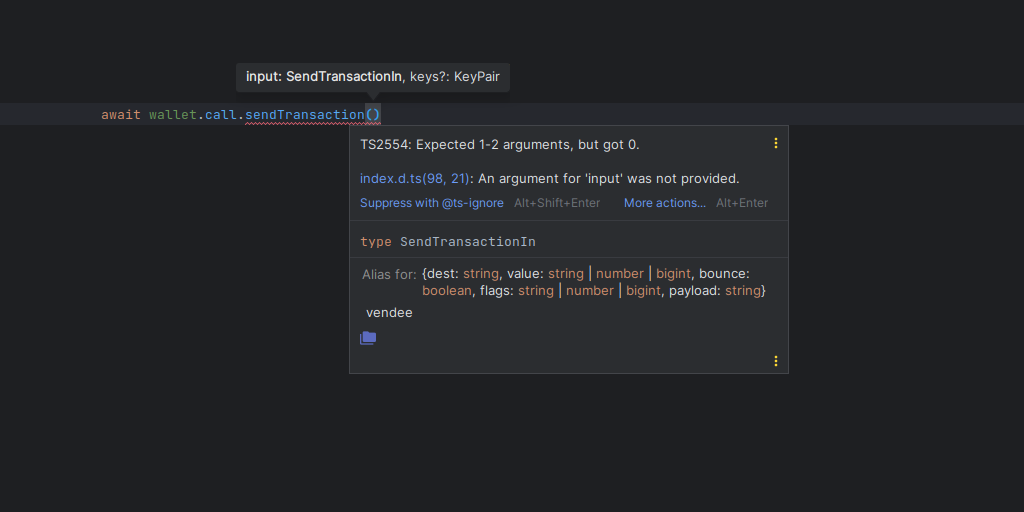 input: SendTransactionIn, keys?: KeyPair
await wallet.call.sendTransaction()
TS2554: Expected 1-2 arguments, but got 0.
index.d.ts(98, 21): An argument for 'input' was not provided.
Suppress with @ts-ignore Alt+Shift+Enter More actions... Alt+Enter
type SendTransactionIn
Alias for: {dest: string, value: string | number | bigint, bounce:
boolean, flags: string | number | bigint, payload: string}
vendee